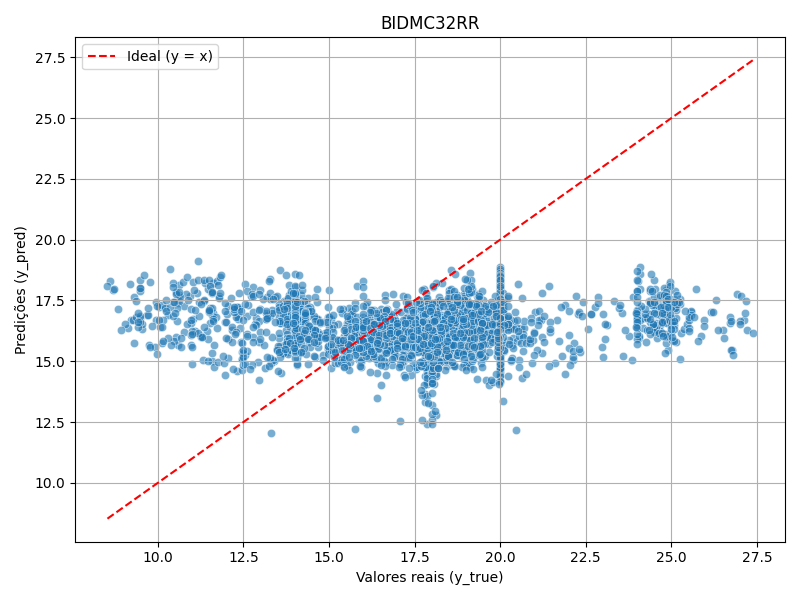 BIDMC32RR
Ideal (y = x)
27.5
25.0
22.5
20.0
17.5
15.0
12.5
10.0
Predições (y_pred)
10.0 12.5 15.0 17.5 20.0 22.5 25.0 27.5
Valores reais (y_true)